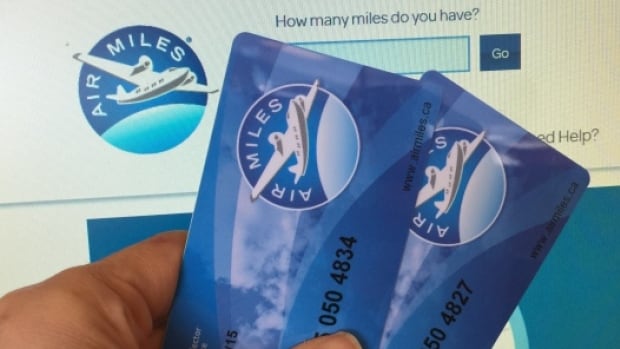 How many miles do you have?
Go
AIR MILES®
ed Help?
AIR MILES
www.airmiles.ca
050 4834
15
ector
AIR MILES
www.airmiles.ca
50 4827